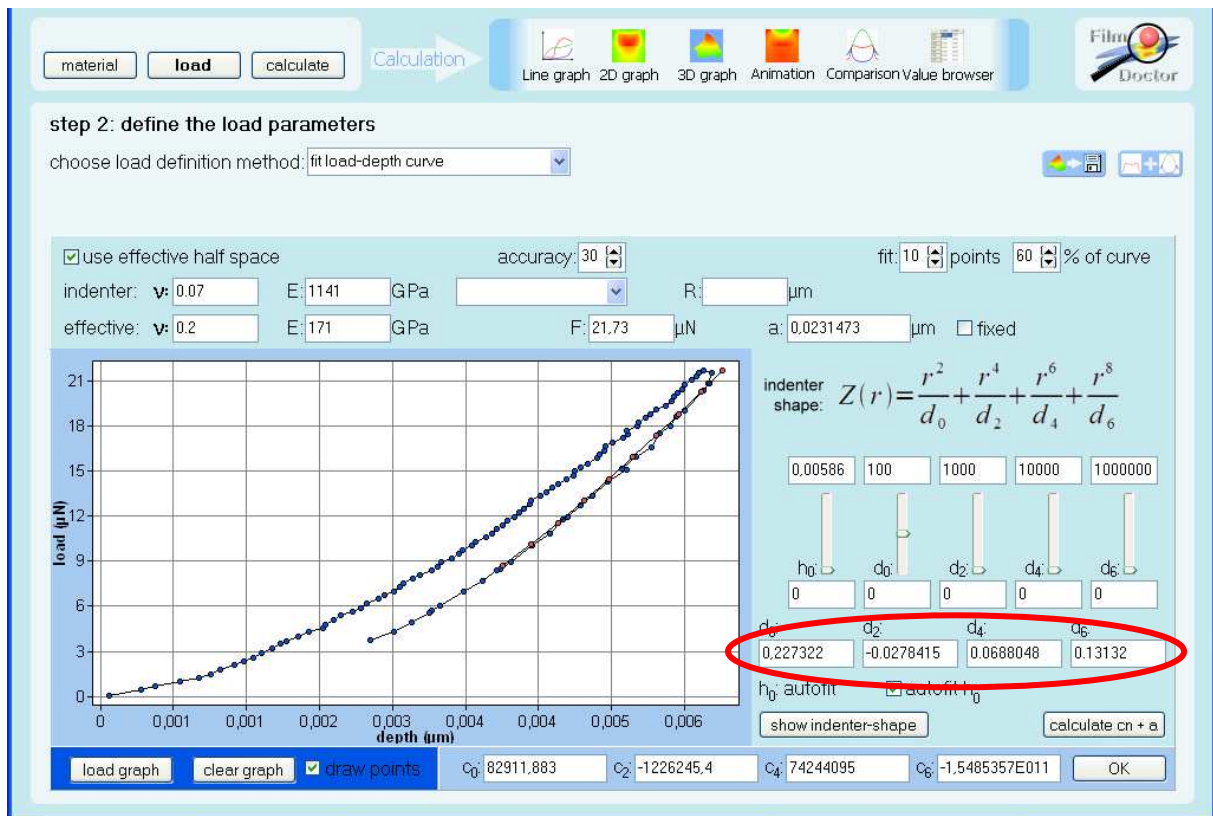 material load calculate Calculation Line graph 2D graph 3D graph Animation Comparison Value browser Film Doctor
step 2: define the load parameters
choose load definition method: fit load-depth curve
use effective half space accuracy: 30 fit: 10 points 60 % of curve
indenter: ν: 0.07 E: 1141 GPa R: μm
effective: ν: 0.2 E: 171 GPa F: 21,73 μN a: 0,0231473 μm fixed
indenter shape: Z(r) = r²/d₀ + r⁴/d₂ + r⁶/d₄ + r⁸/d₆
21
18
15
12
9
6
3
0
load (μN)
0 0,001 0,001 0,002 0,003 0,004 0,004 0,005 0,006
depth (μm)
0,00586 100 1000 10000 1000000
h₀: d₀: d₂: d₄: d₆:
0 0 0 0 0
d₀: d₂: d₄: d₆:
0,227322 -0.0278415 0.0688048 0.13132
h₀: autofit autofit h₀
show indenter-shape calculate cn + a
load graph clear graph draw points c₀: 82911,883 c₂: -1226245,4 c₄: 74244095 c₆: -1,5485357E011 OK